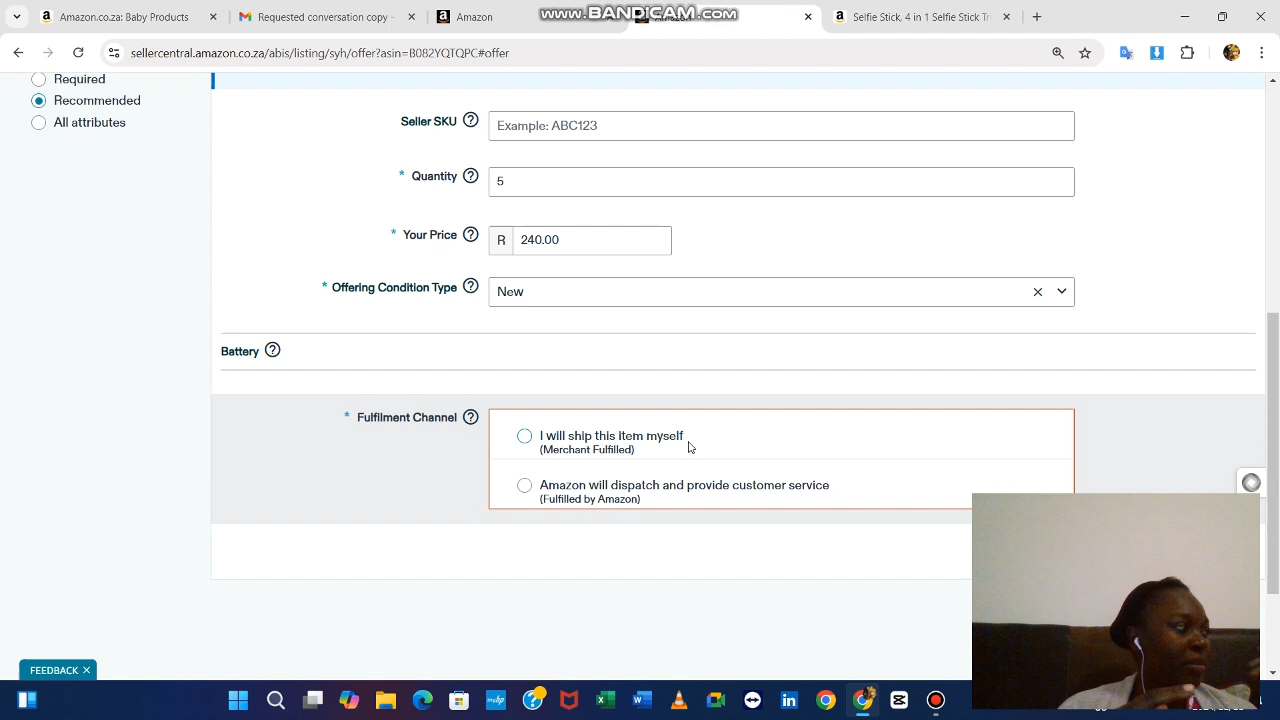 Amazon.co.za: Baby Products
Requested conversation copy -
Amazon
www.BANDICAM.com
Selfie Stick, 4 in 1 Selfie Stick Tri
sellercentral.amazon.co.za/abis/listing/syh/offer?asin=B082YQTQPC#offer
Required
Recommended
All attributes
Seller SKU
Example: ABC123
* Quantity
5
* Your Price
R 240.00
* Offering Condition Type
New
Battery
* Fulfilment Channel
I will ship this item myself
(Merchant Fulfilled)
Amazon will dispatch and provide customer service
(Fulfilled by Amazon)
FEEDBACK